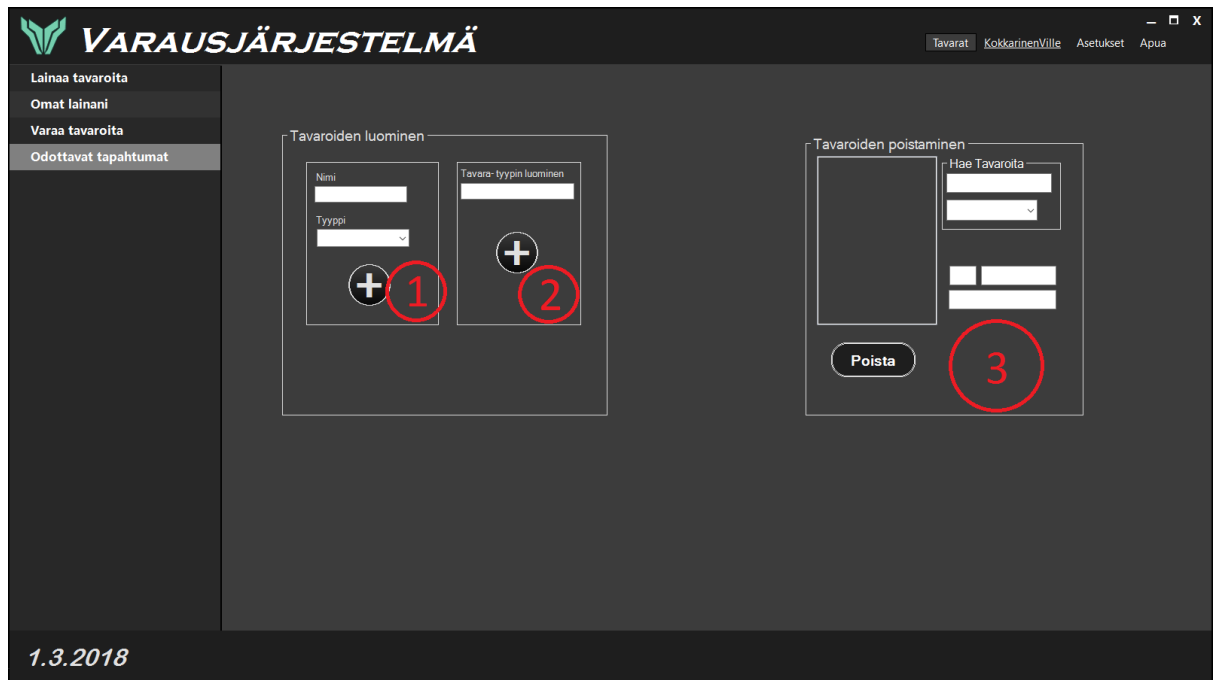 VARAUSJÄRJESTELMÄ
X
Tavarat KokkarinenVille Asetukset Apua
Lainaa tavaroita
Omat lainani
Varaa tavaroita
Odottavat tapahtumat
Tavaroiden luominen
Nimi
Tyyppi
1
Tavara- tyypin luominen
2
Tavaroiden poistaminen
Hae Tavaroita
Poista
3
1.3.2018